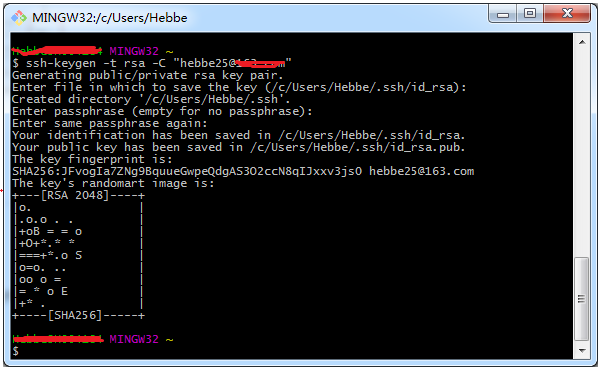 MINGW32:/c/Users/Hebbe
MINGW32 ~
$ ssh-keygen -t rsa -C "hebbe25@
Generating public/private rsa key pair.
Enter file in which to save the key (/c/Users/Hebbe/.ssh/id_rsa):
Created directory '/c/Users/Hebbe/.ssh'.
Enter passphrase (empty for no passphrase):
Enter same passphrase again:
Your identification has been saved in /c/Users/Hebbe/.ssh/id_rsa.
Your public key has been saved in /c/Users/Hebbe/.ssh/id_rsa.pub.
The key fingerprint is:
SHA256:JFvogIa7ZNg9BquueGwpeQdgAS3O2ccN8qIJxxv3jsO hebbe25@163.com
The key's randomart image is:
+---[RSA 2048]----+
|o.               |
|.o.o . .         |
|+oB = = o        |
|+O+*.* *         |
|===+*.o S        |
|o=o. ..          |
|oo o =           |
|= * o E          |
|+* .             |
+----[SHA256]-----+
MINGW32 ~
$